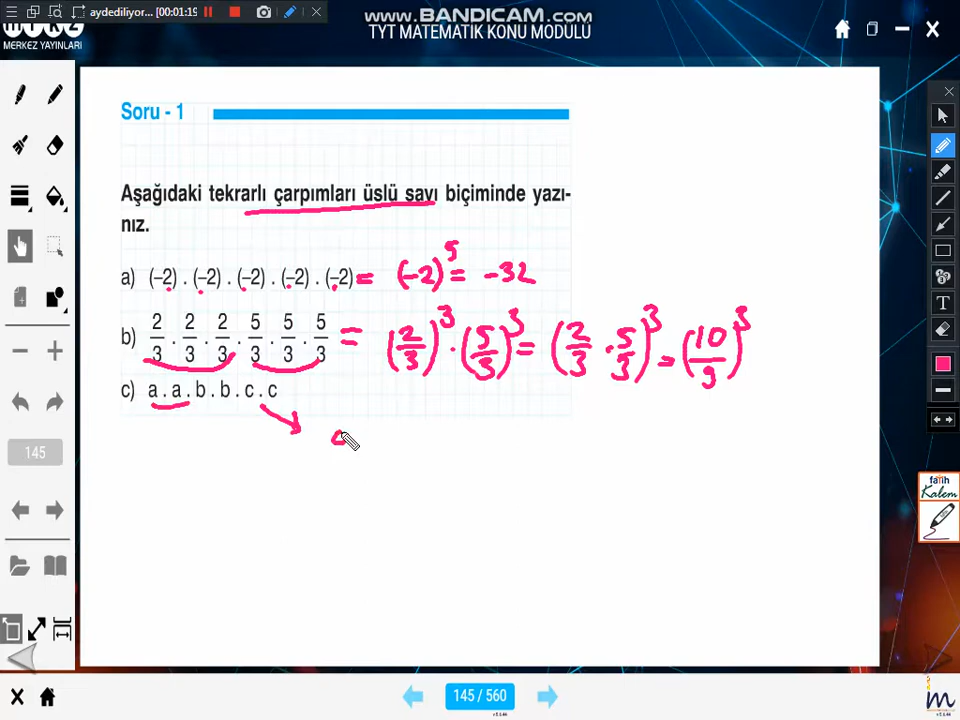 aydediliyor... [00:01:19
www.BANDICAM.com
MERKEZ YAYINLARI
TYT MATEMATİK KONU MODULÜ
Soru - 1
Aşağıdaki tekrarlı çarpımları üslü sayı biçiminde yazı-
nız.
a) (–2) . (–2) . (–2) . (–2) . (–2) = (-2)^5 = -32
b) 2/3 . 2/3 . 2/3 . 5/3 . 5/3 . 5/3 = (2/3)^3 . (5/3)^3 = (2/3 . 5/3)^3 = (10/9)^3
c) a . a . b . b . c . c
145
T
fatih
Kalem
145 / 560
m